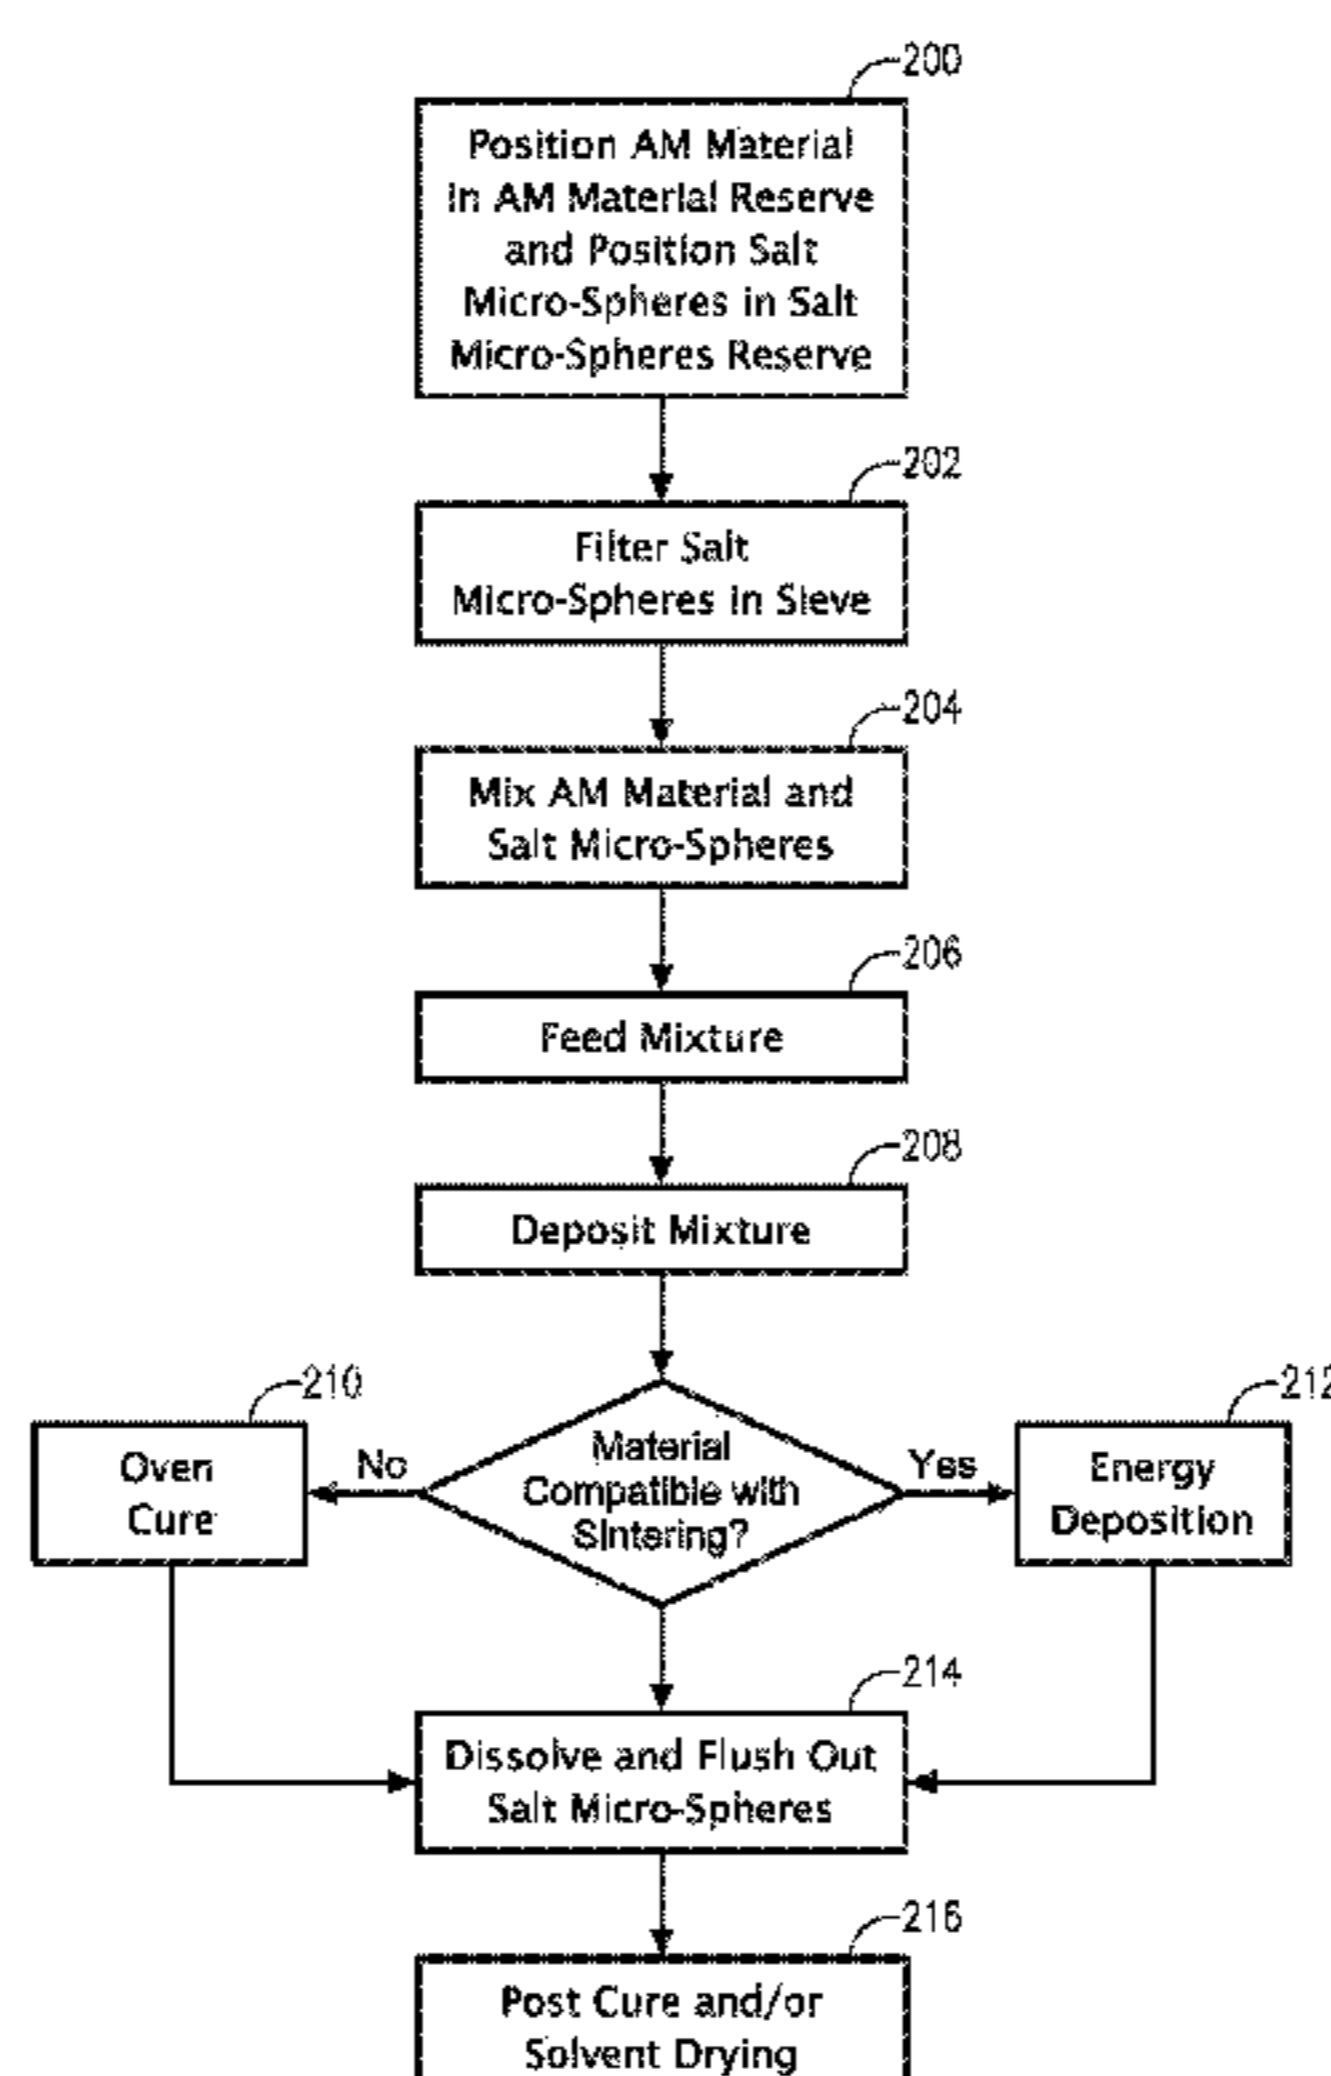 200
Position AM Material
in AM Material Reserve
and Position Salt
Micro-Spheres in Salt
Micro-Spheres Reserve
202
Filter Salt
Micro-Spheres in Sieve
204
Mix AM Material and
Salt Micro-Spheres
206
Feed Mixture
208
Deposit Mixture
210
Oven
Cure
No
Material
Compatible with
Sintering?
Yes
212
Energy
Deposition
214
Dissolve and Flush Out
Salt Micro-Spheres
216
Post Cure and/or
Solvent Drying